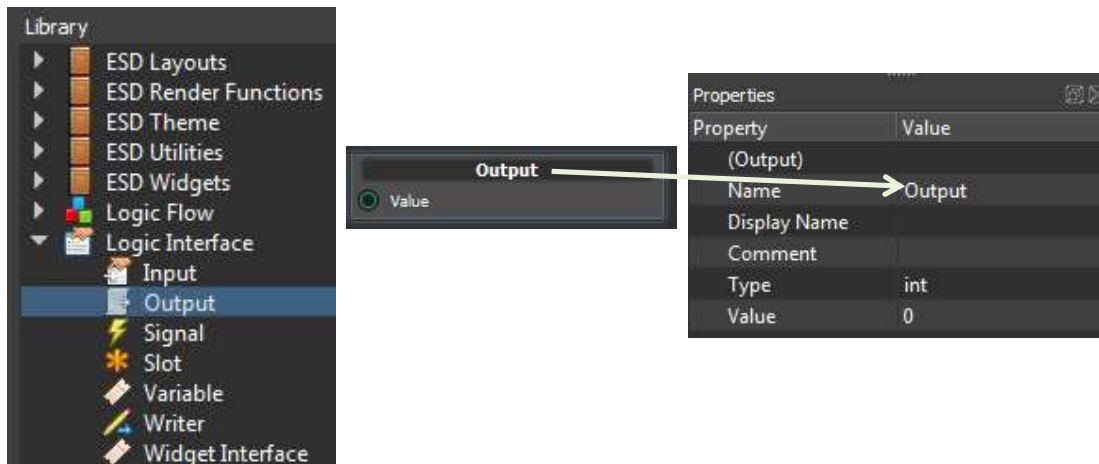 Library
ESD Layouts
ESD Render Functions
ESD Theme
ESD Utilities
ESD Widgets
Logic Flow
Logic Interface
Input
Output
Signal
Slot
Variable
Writer
Widget Interface
Output
Value
Properties
Property Value
(Output)
Name Output
Display Name
Comment
Type int
Value 0